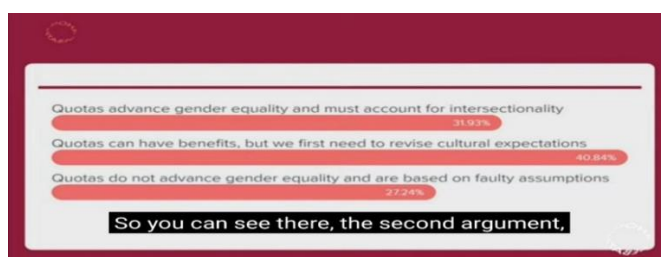 Quotas advance gender equality and must account for intersectionality
31.93%
Quotas can have benefits, but we first need to revise cultural expectations
40.84%
Quotas do not advance gender equality and are based on faulty assumptions
27.24%
So you can see there, the second argument,